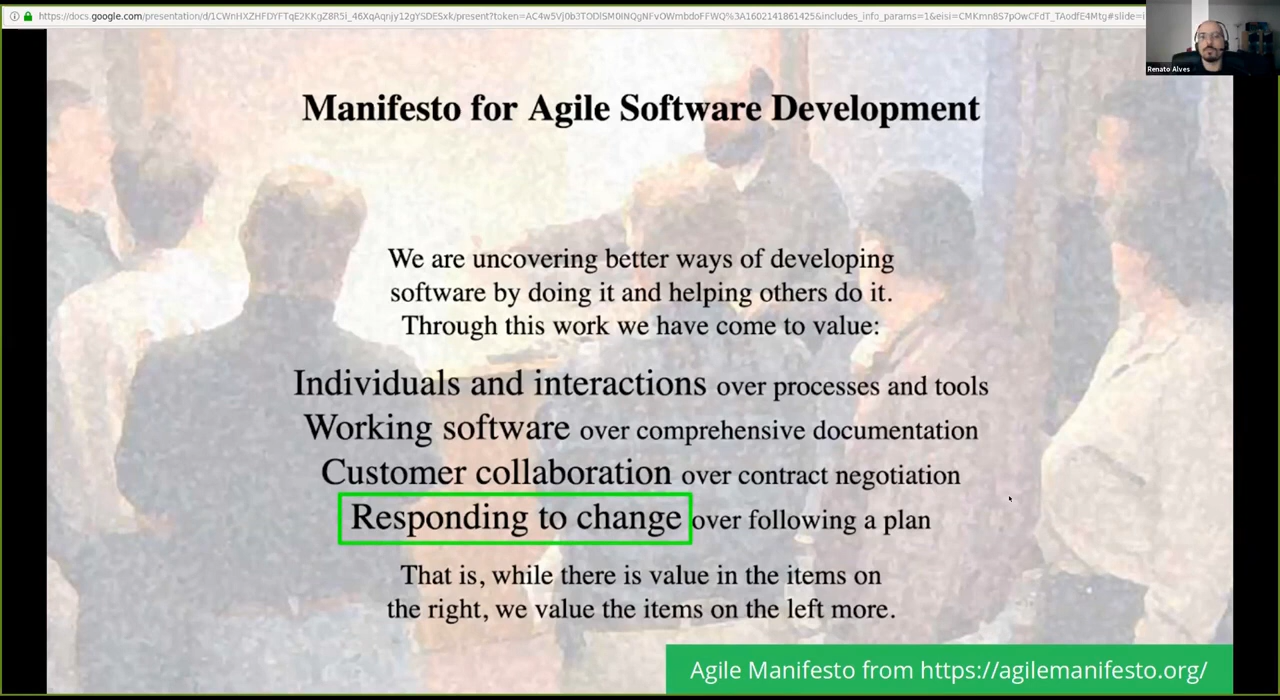 Renato Alves
Manifesto for Agile Software Development
We are uncovering better ways of developing
software by doing it and helping others do it.
Through this work we have come to value:
Individuals and interactions over processes and tools
Working software over comprehensive documentation
Customer collaboration over contract negotiation
Responding to change over following a plan
That is, while there is value in the items on
the right, we value the items on the left more.
Agile Manifesto from https://agilemanifesto.org/